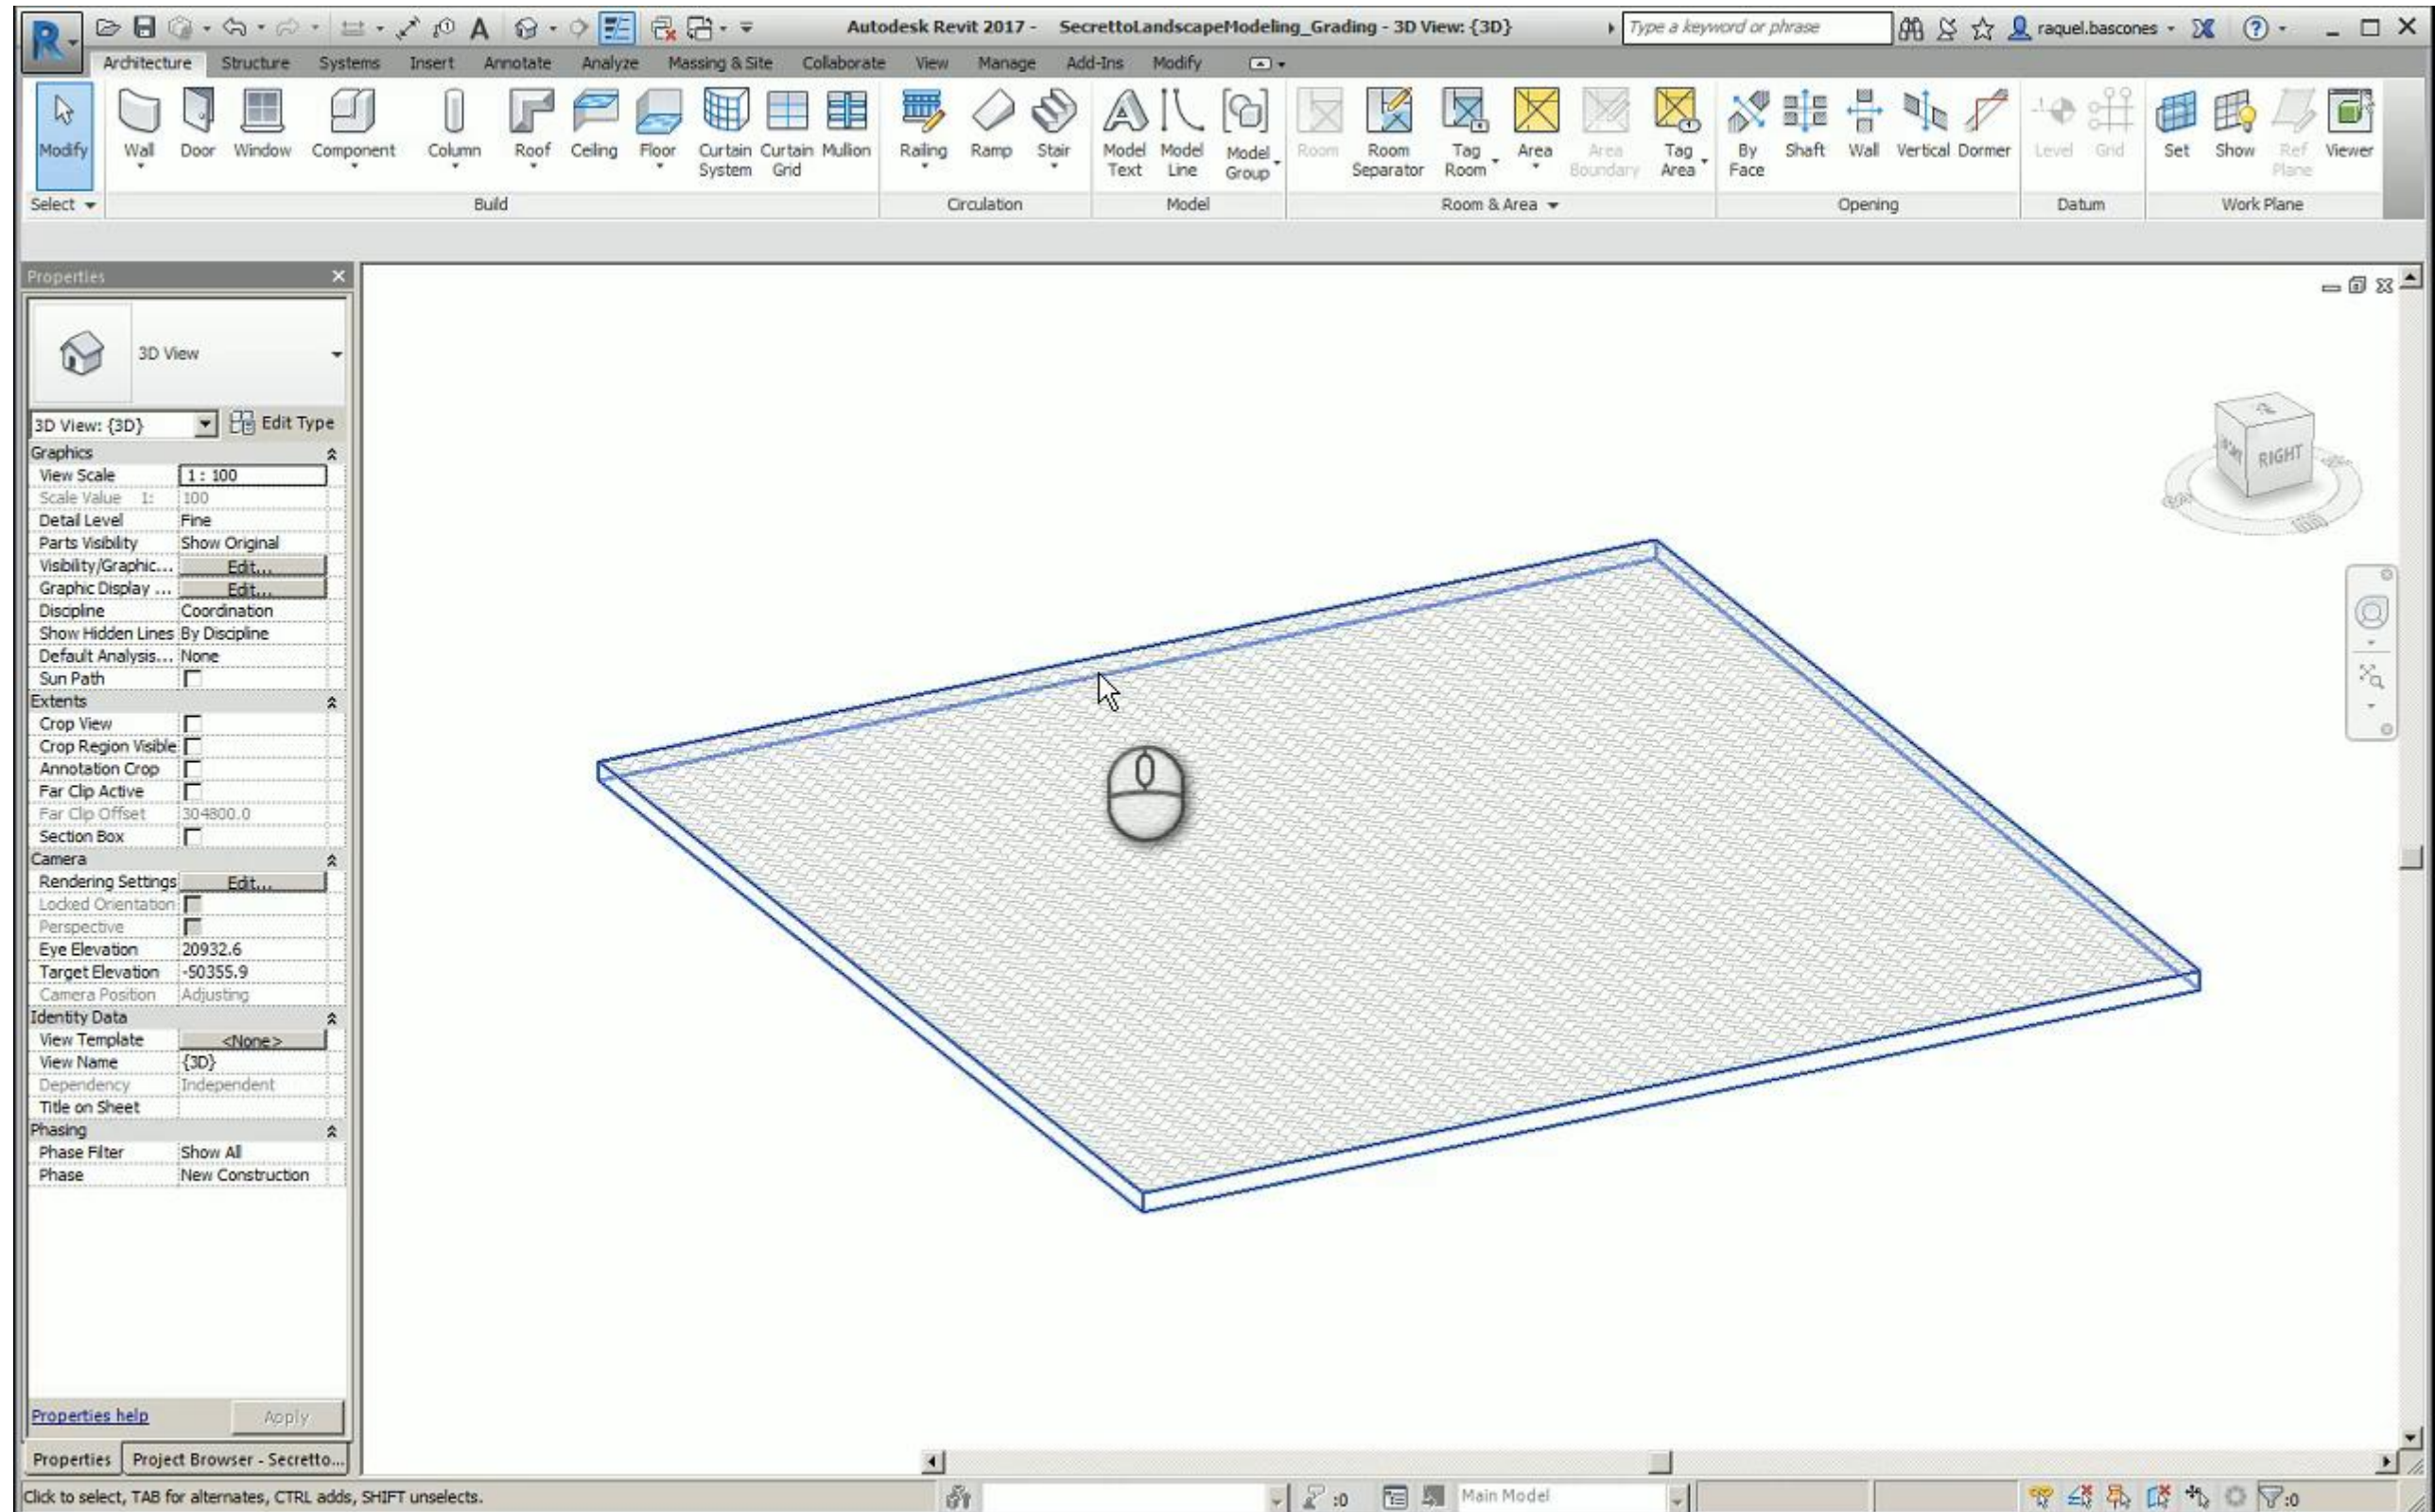 Autodesk Revit 2017 - SecrettoLandscapeModeling_Grading - 3D View: {3D}
Type a keyword or phrase
raquel.bascones
Architecture Structure Systems Insert Annotate Analyze Massing & Site Collaborate View Manage Add-Ins Modify
Modify Wall Door Window Component Column Roof Ceiling Floor Curtain System Curtain Grid Mullion Railing Ramp Stair Model Text Model Line Model Group Room Room Separator Tag Room Area Area Boundary Tag Area By Face Shaft Wall Vertical Dormer Level Grid Set Show Ref Plane Viewer
Select Build Circulation Model Room & Area Opening Datum Work Plane
Properties
3D View
3D View: {3D} Edit Type
Graphics
View Scale 1 : 100
Scale Value 1: 100
Detail Level Fine
Parts Visibility Show Original
Visibility/Graphic... Edit...
Graphic Display ... Edit...
Discipline Coordination
Show Hidden Lines By Discipline
Default Analysis... None
Sun Path
Extents
Crop View
Crop Region Visible
Annotation Crop
Far Clip Active
Far Clip Offset 304800.0
Section Box
Camera
Rendering Settings Edit...
Locked Orientation
Perspective
Eye Elevation 20932.6
Target Elevation -50355.9
Camera Position Adjusting
Identity Data
View Template <None>
View Name {3D}
Dependency Independent
Title on Sheet
Phasing
Phase Filter Show All
Phase New Construction
RIGHT
Properties help Apply
Properties Project Browser - Secretto...
Click to select, TAB for alternates, CTRL adds, SHIFT unselects.
:0 Main Model :0